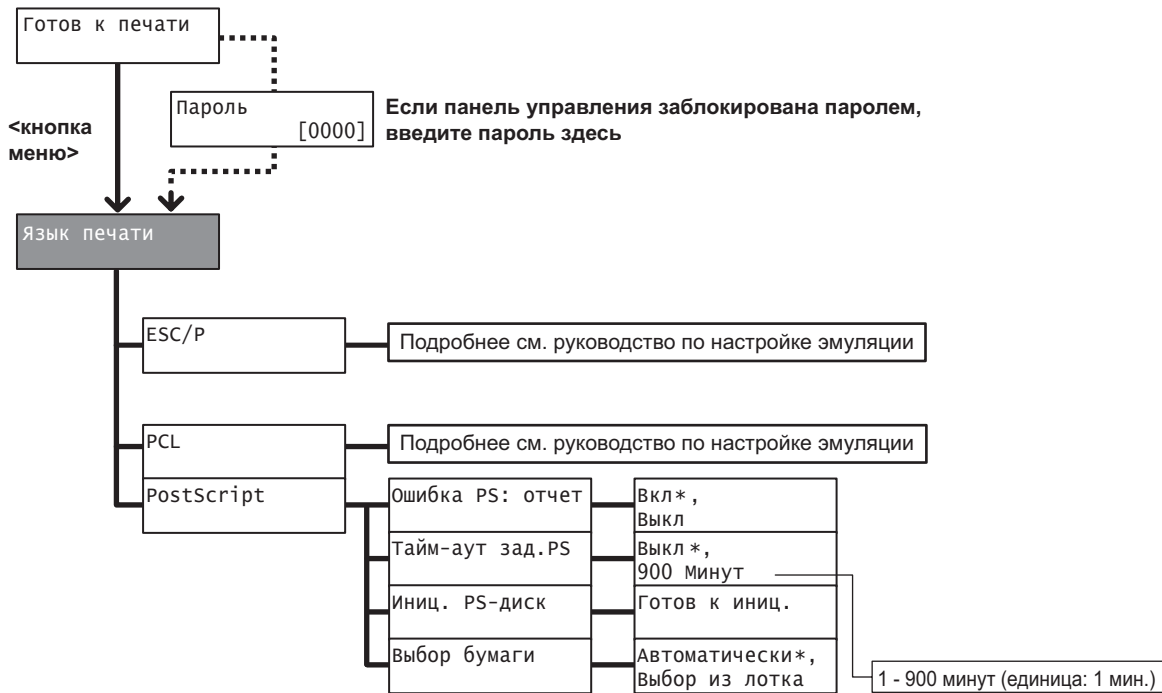 Готов к печати
Пароль
[0000]
Если панель управления заблокирована паролем,
введите пароль здесь
<кнопка
меню>
Язык печати
ESC/P
Подробнее см. руководство по настройке эмуляции
PCL
Подробнее см. руководство по настройке эмуляции
PostScript
Ошибка PS: отчет
Вкл*,
Выкл
Тайм-аут зад.PS
Выкл*,
900 Минут
Иниц. PS-диск
Готов к иниц.
Выбор бумаги
Автоматически*,
Выбор из лотка
1 - 900 минут (единица: 1 мин.)